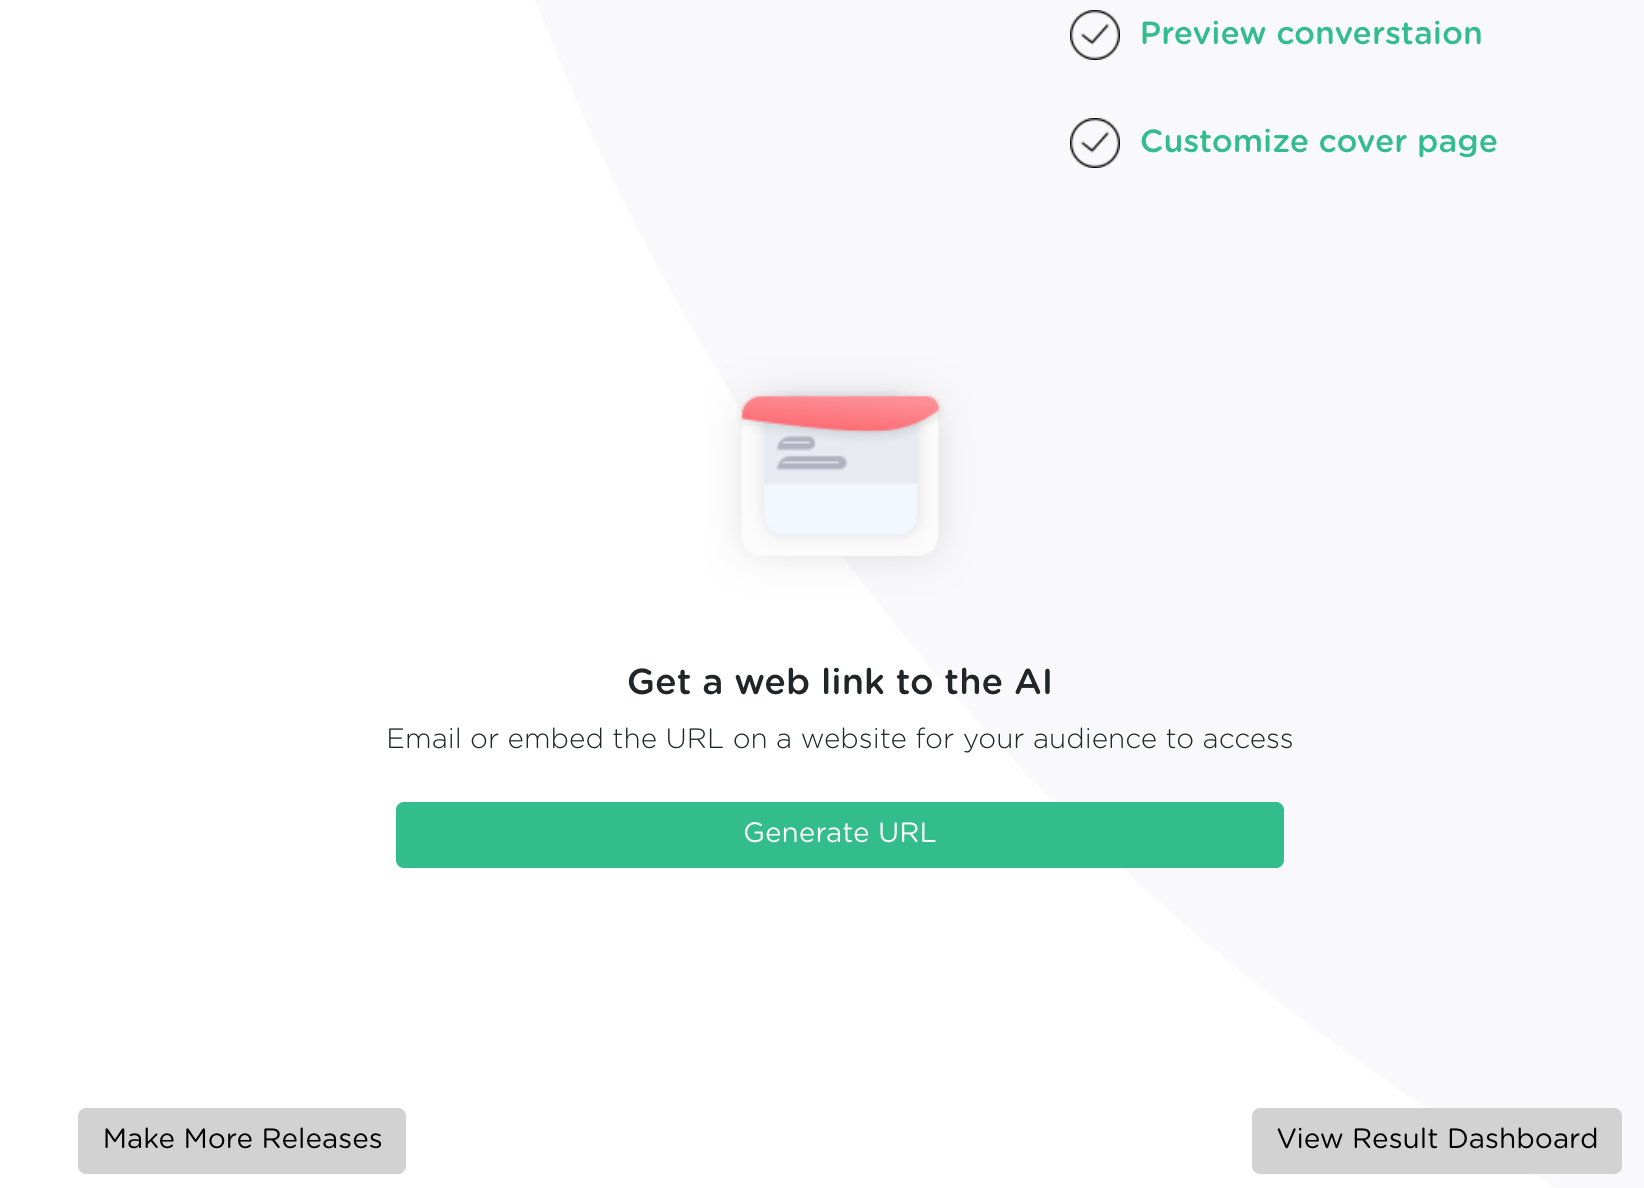 Preview converstaion
Customize cover page
Get a web link to the AI
Email or embed the URL on a website for your audience to access
Generate URL
Make More Releases
View Result Dashboard